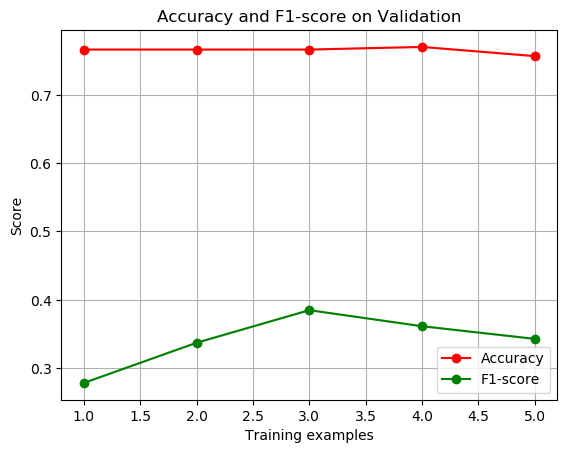 Accuracy and F1-score on Validation
Score
0.7
0.6
0.5
0.4
0.3
Accuracy
F1-score
1.0 1.5 2.0 2.5 3.0 3.5 4.0 4.5 5.0
Training examples